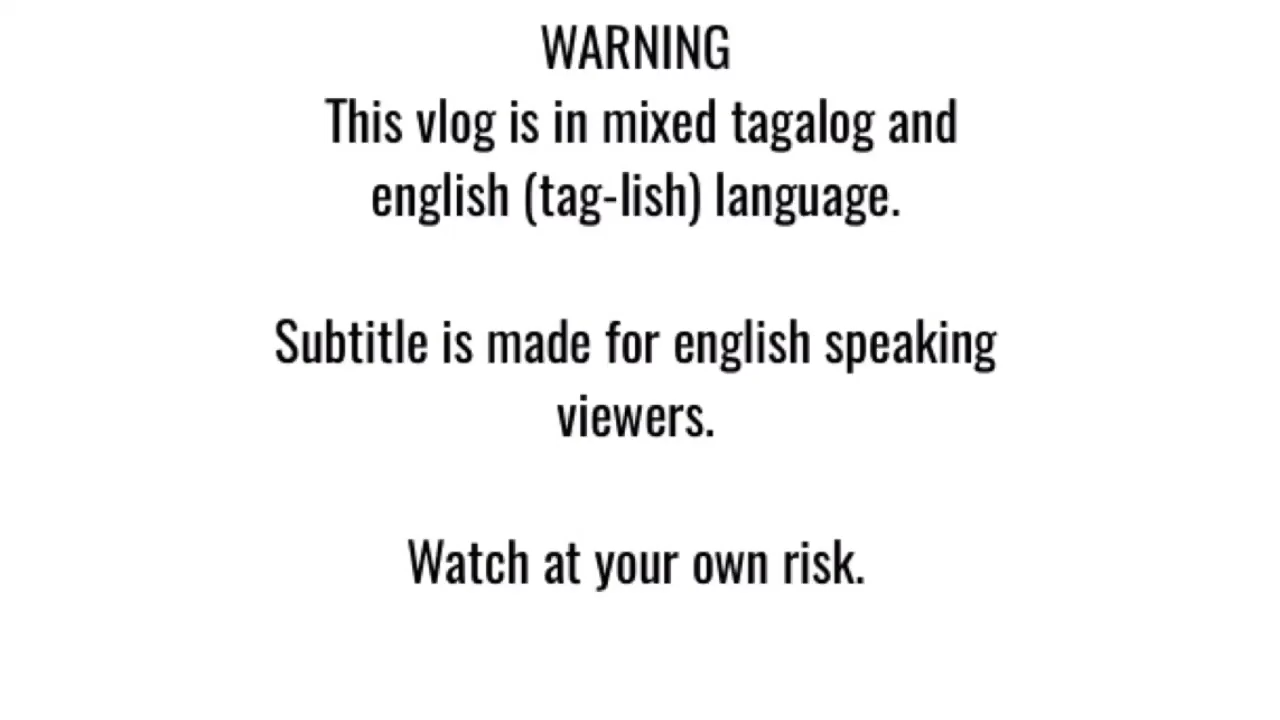 WARNING
This vlog is in mixed tagalog and
english (tag-lish) language.
Subtitle is made for english speaking
viewers.
Watch at your own risk.